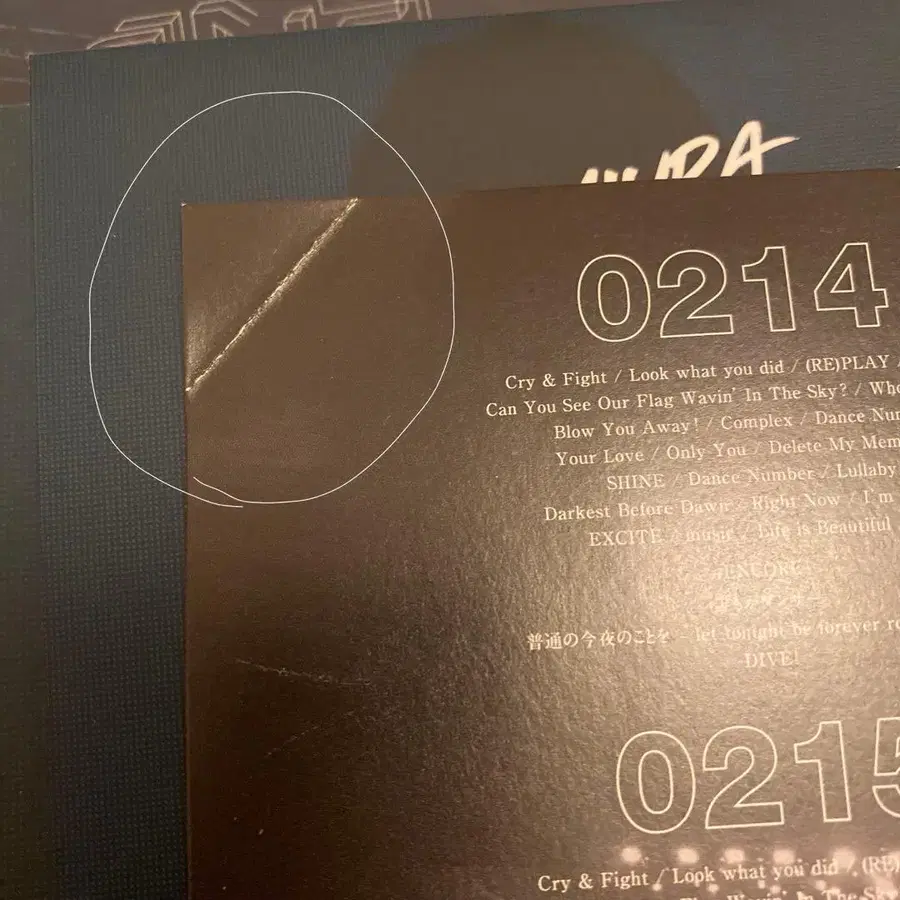 0214
Cry & Fight / Look what you did / (RE)PLAY /
Can You See Our Flag Wavin' In The Sky? /
Blow You Away! / Complex / Dance
Your Love / Only You / Delete My
SHINE / Dance Number / Lullaby
Darkest Before Dawn / Right Now / I'm
EXCITE / music / Life is Beautiful
-ENCORE-
普通の今夜のことを - let tonight be forever
DIVE!
0215
Cry & Fight / Look what you did / (RE)
In The Sky